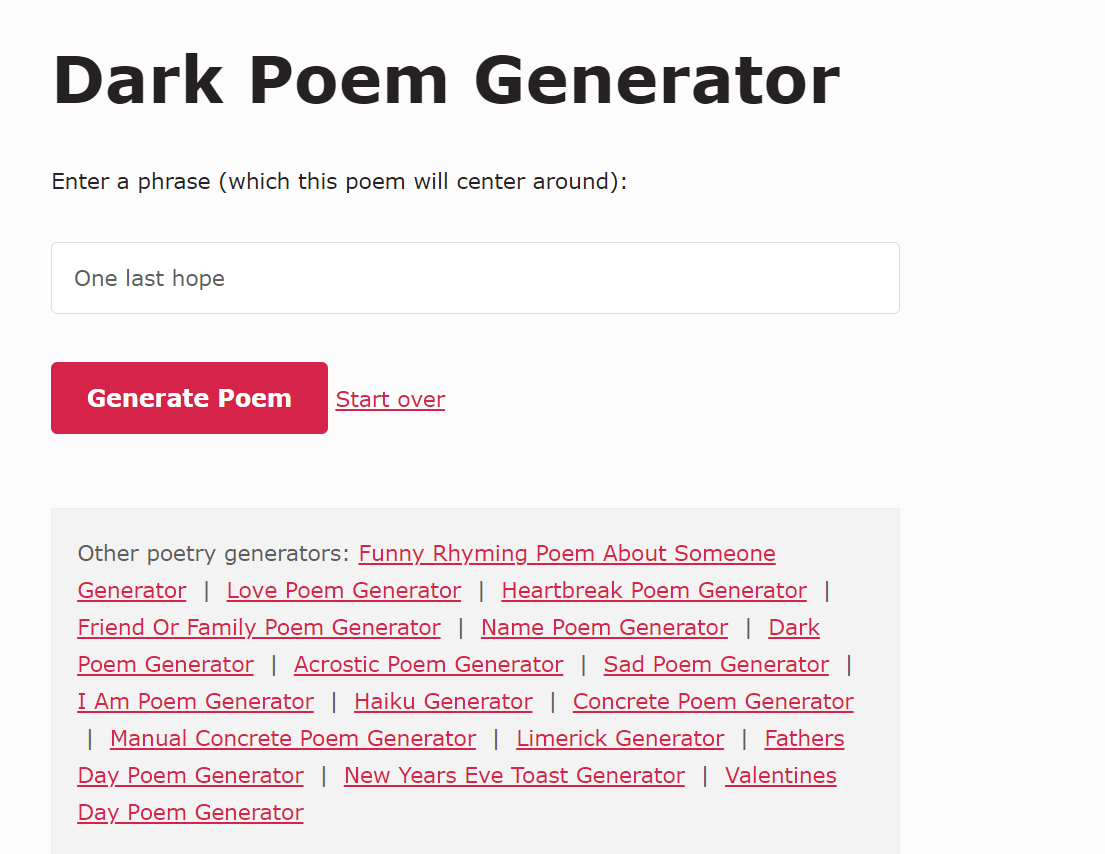 Dark Poem Generator
Enter a phrase (which this poem will center around):
One last hope
Generate Poem Start over
Other poetry generators: Funny Rhyming Poem About Someone
Generator | Love Poem Generator | Heartbreak Poem Generator |
Friend Or Family Poem Generator | Name Poem Generator | Dark
Poem Generator | Acrostic Poem Generator | Sad Poem Generator |
I Am Poem Generator | Haiku Generator | Concrete Poem Generator
| Manual Concrete Poem Generator | Limerick Generator | Fathers
Day Poem Generator | New Years Eve Toast Generator | Valentines
Day Poem Generator